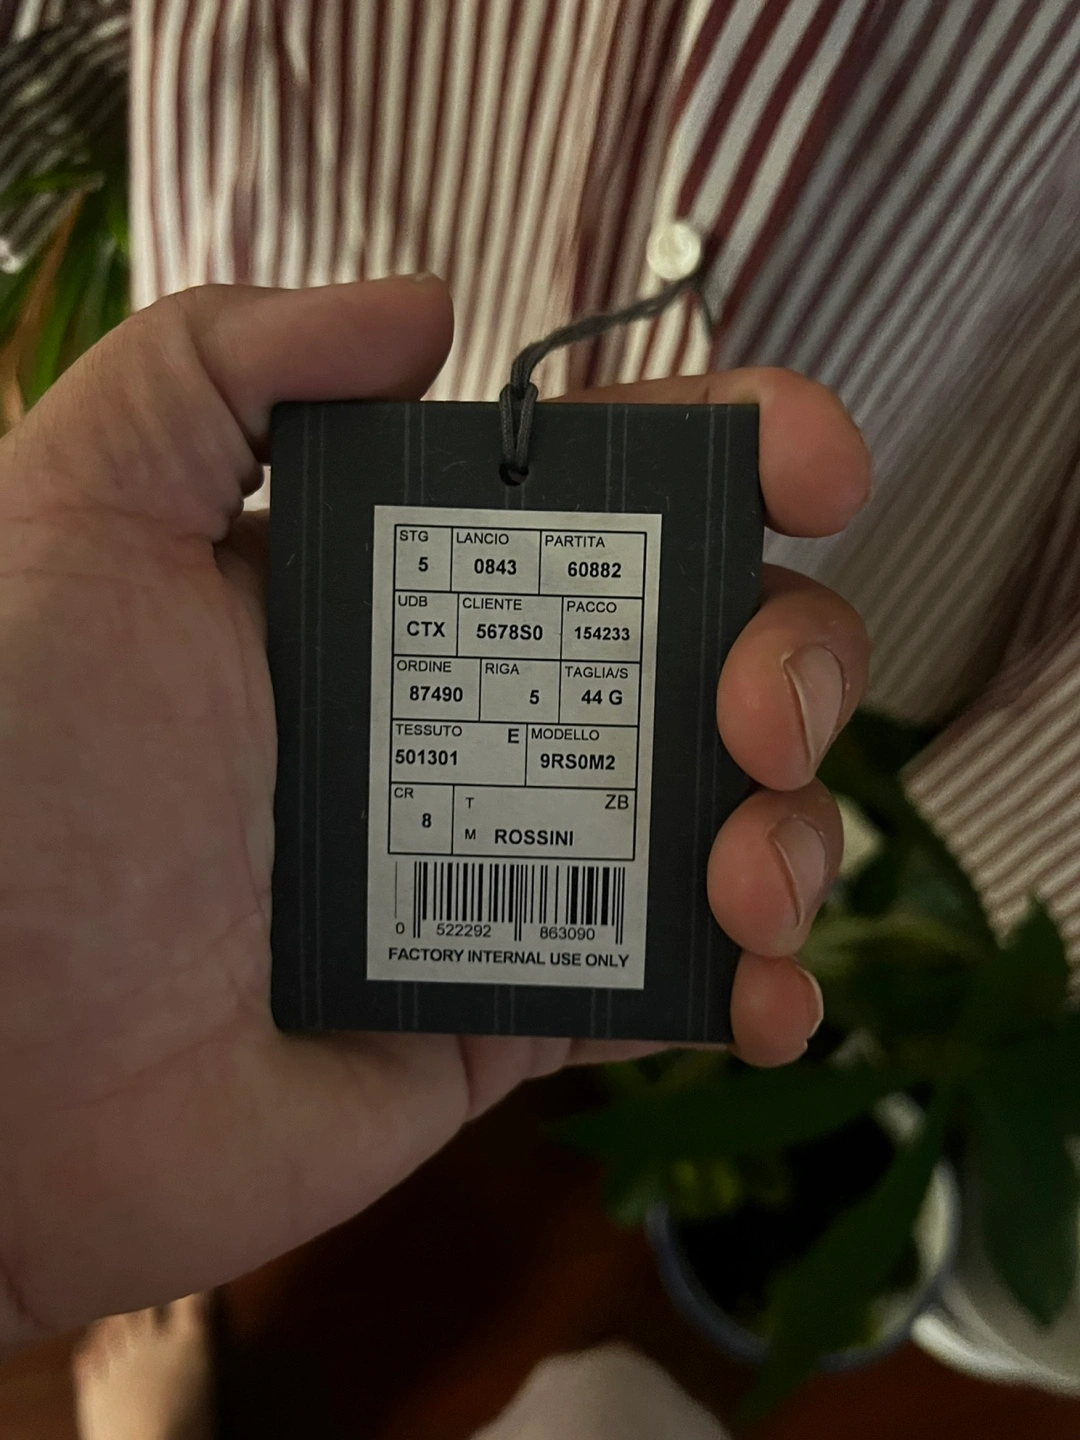 STG LANCIO PARTITA
5 0843 60882
UDB CLIENTE PACCO
CTX 5678S0 154233
ORDINE RIGA TAGLIA/S
87490 5 44 G
TESSUTO E MODELLO
501301 9RS0M2
CR T ZB
8 M ROSSINI
0 522292 863090
FACTORY INTERNAL USE ONLY